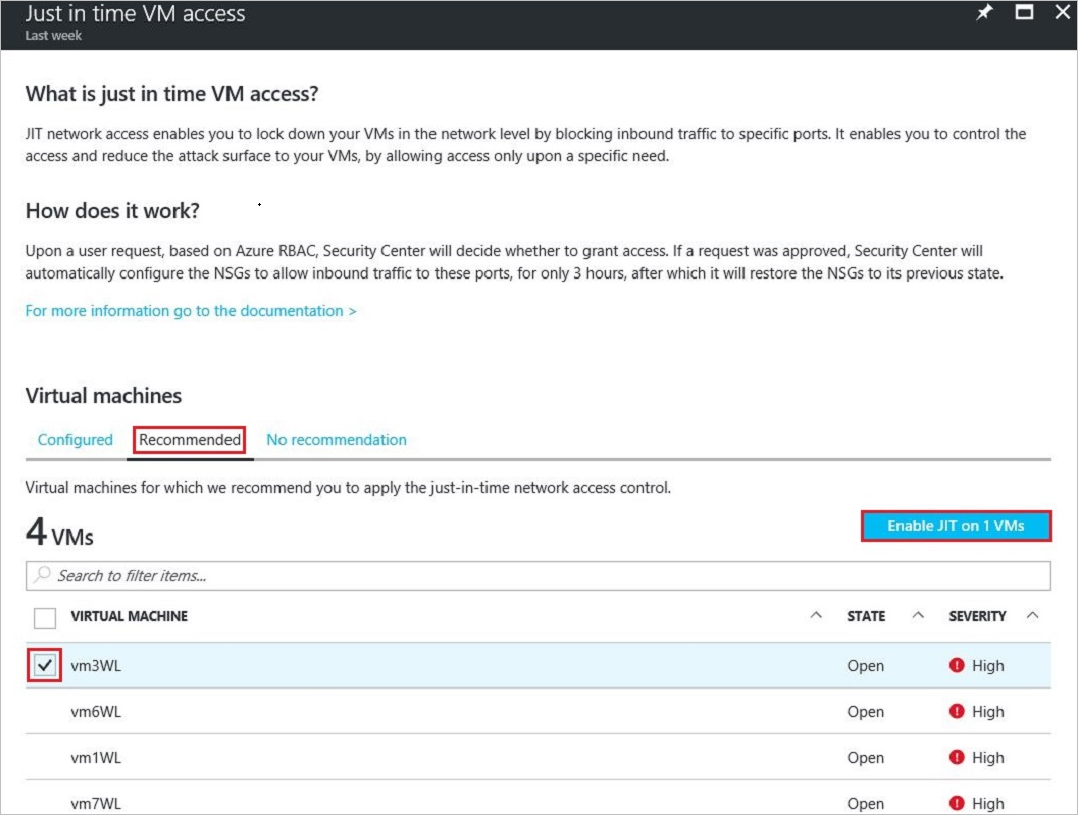 Just in time VM access
Last week
What is just in time VM access?
JIT network access enables you to lock down your VMs in the network level by blocking inbound traffic to specific ports. It enables you to control the
access and reduce the attack surface to your VMs, by allowing access only upon a specific need.
How does it work?
Upon a user request, based on Azure RBAC, Security Center will decide whether to grant access. If a request was approved, Security Center will
automatically configure the NSGs to allow inbound traffic to these ports, for only 3 hours, after which it will restore the NSGs to its previous state.
For more information go to the documentation >
Virtual machines
Configured Recommended No recommendation
Virtual machines for which we recommend you to apply the just-in-time network access control.
4 VMs Enable JIT on 1 VMs
Search to filter items...
VIRTUAL MACHINE STATE SEVERITY
vm3WL Open High
vm6WL Open High
vm1WL Open High
vm7WL Open High